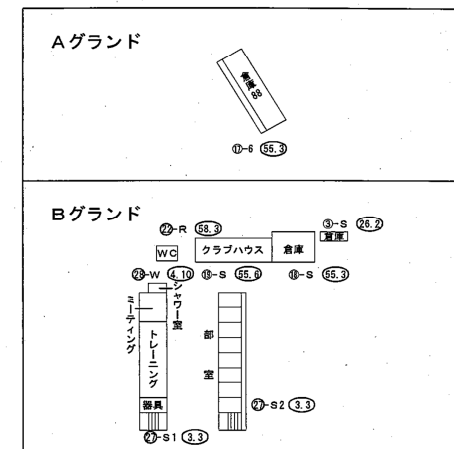 Aグランド
倉庫88
⑰-6 55.3
Bグランド
㉒-R 58.3
③-S 26.2
倉庫
WC
クラブハウス
倉庫
4.10
⑲-S 55.6
⑱-S 55.3
シャワー室
ミーティング
トレーニング
器具
部室
㉗-S2 3.3
㉗-S1 3.3